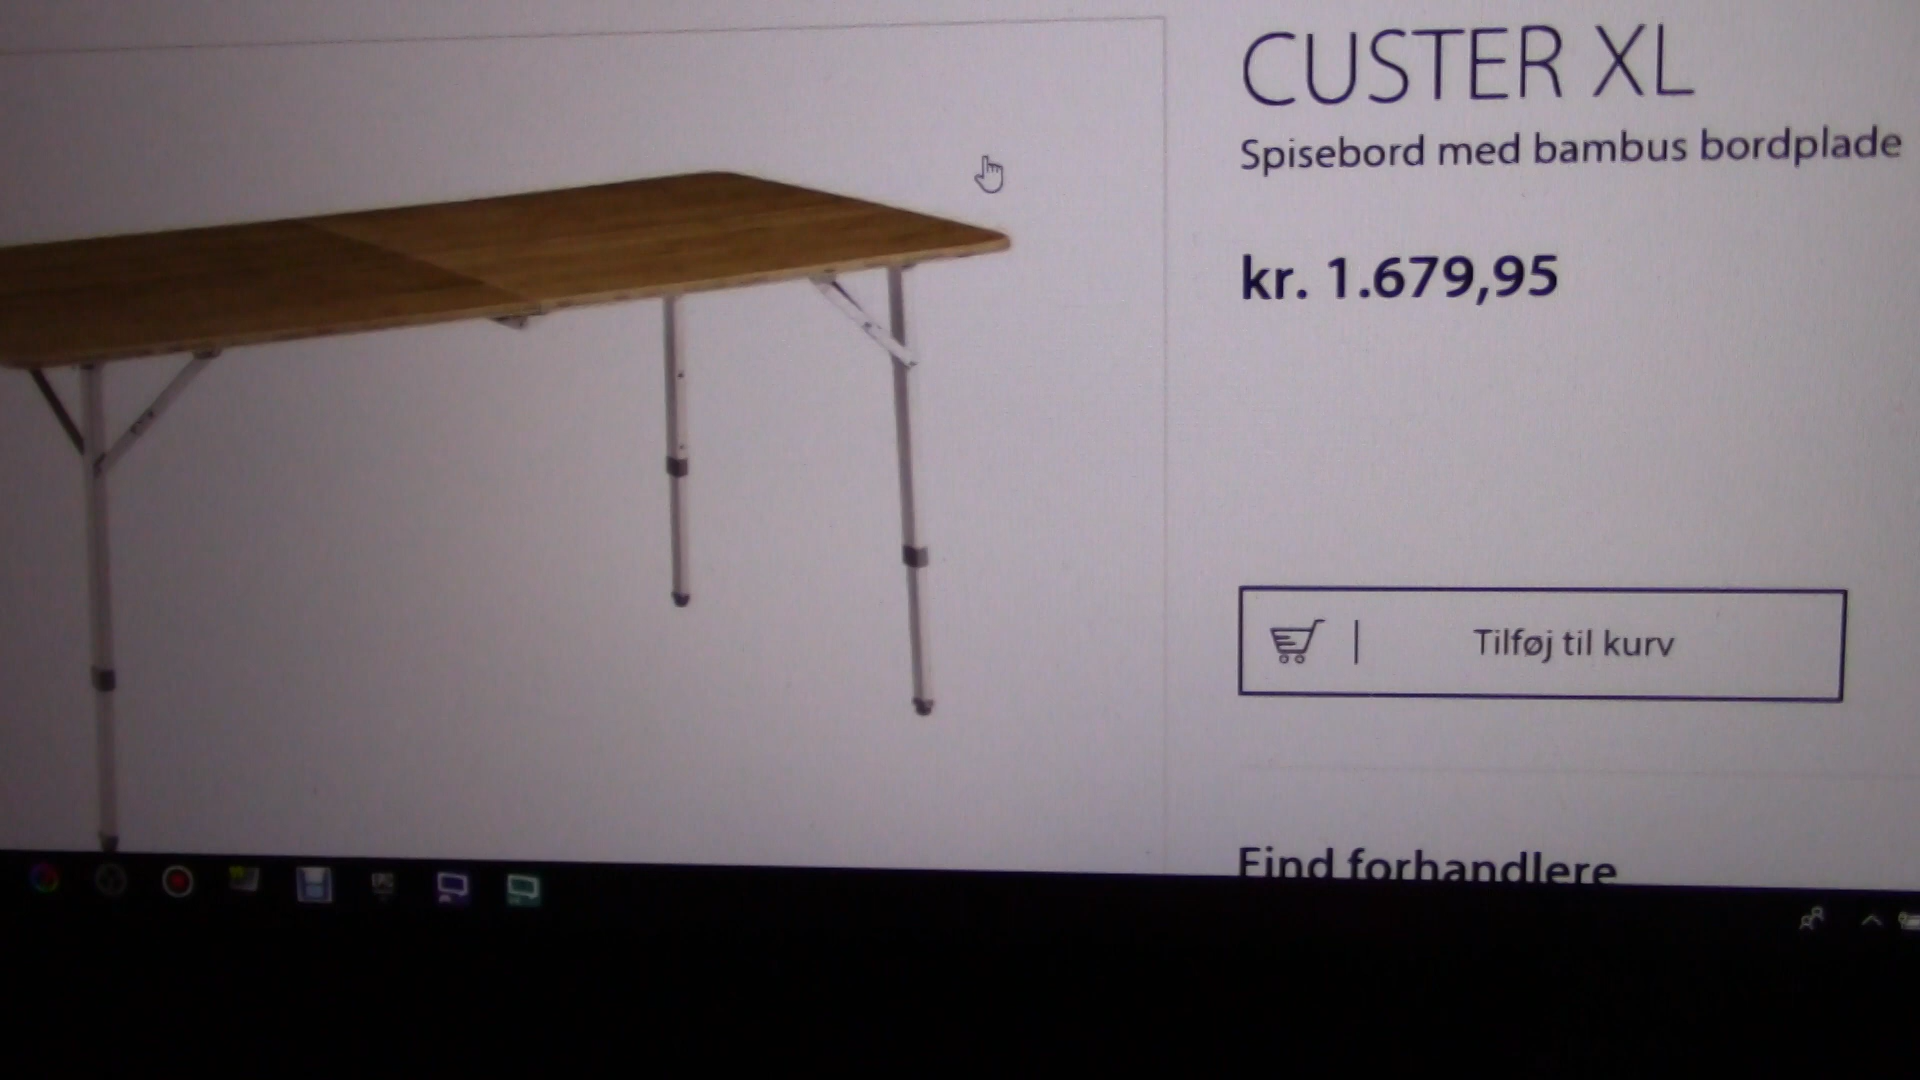 CUSTER XL
Spisebord med bambus bordplade
kr. 1.679,95
Tilføj til kurv
Find forhandlere